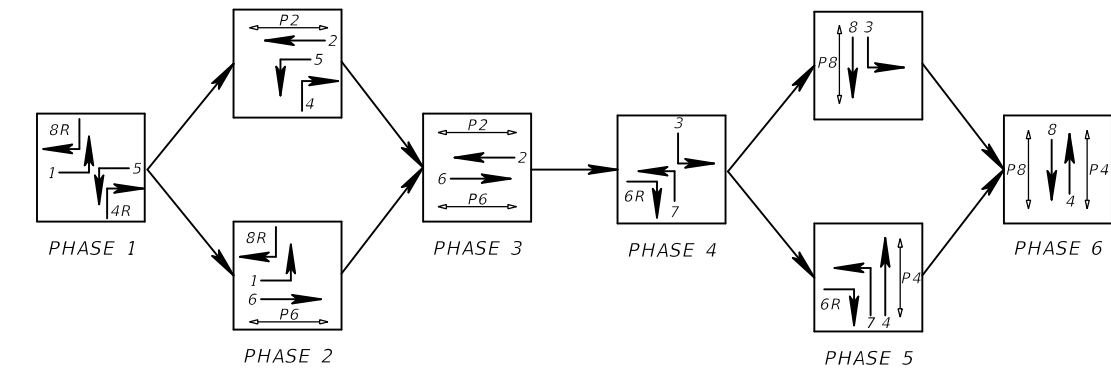 8R
1
5
4R
PHASE 1
P2
2
5
4
8R
1
6
P6
PHASE 2
P2
2
6
P6
PHASE 3
3
6R
7
PHASE 4
8 3
P8
6R
7 4
P4
PHASE 5
8
P8
P4
4
PHASE 6